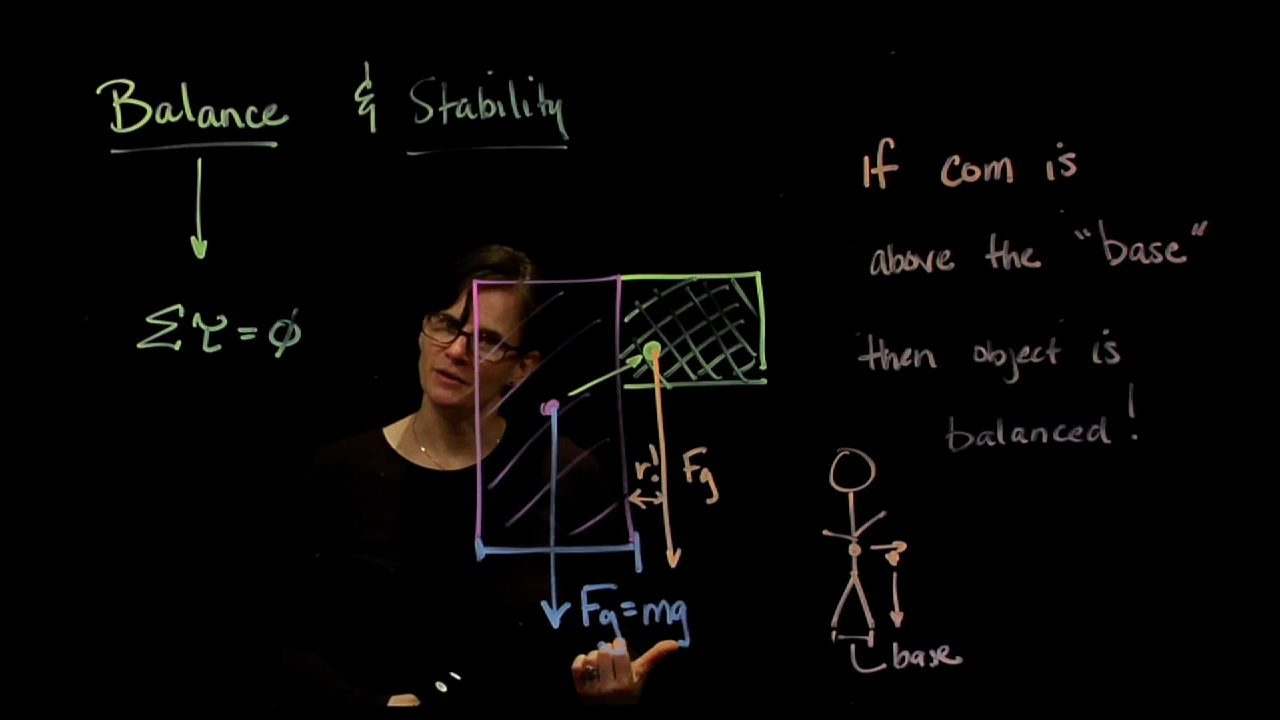 Balance & Stability
Στ = ϕ
If com is
above the "base"
then object is
balanced!
r!
Fg
Fg = mg
base